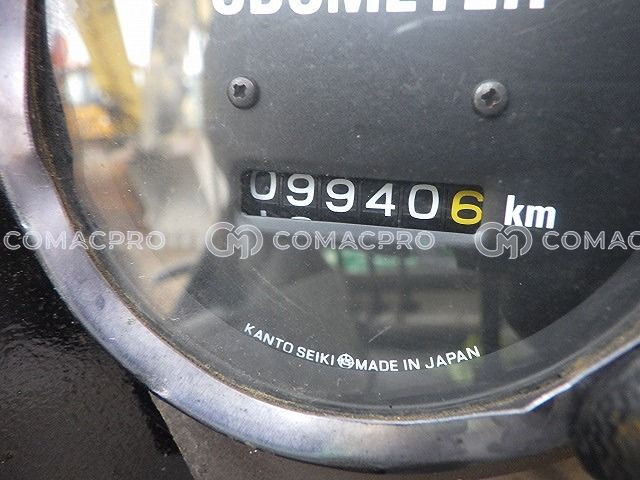 ODOMETER
099406 km
COMACPRO COMACPRO COMACPRO
KANTO SEIKI MADE IN JAPAN